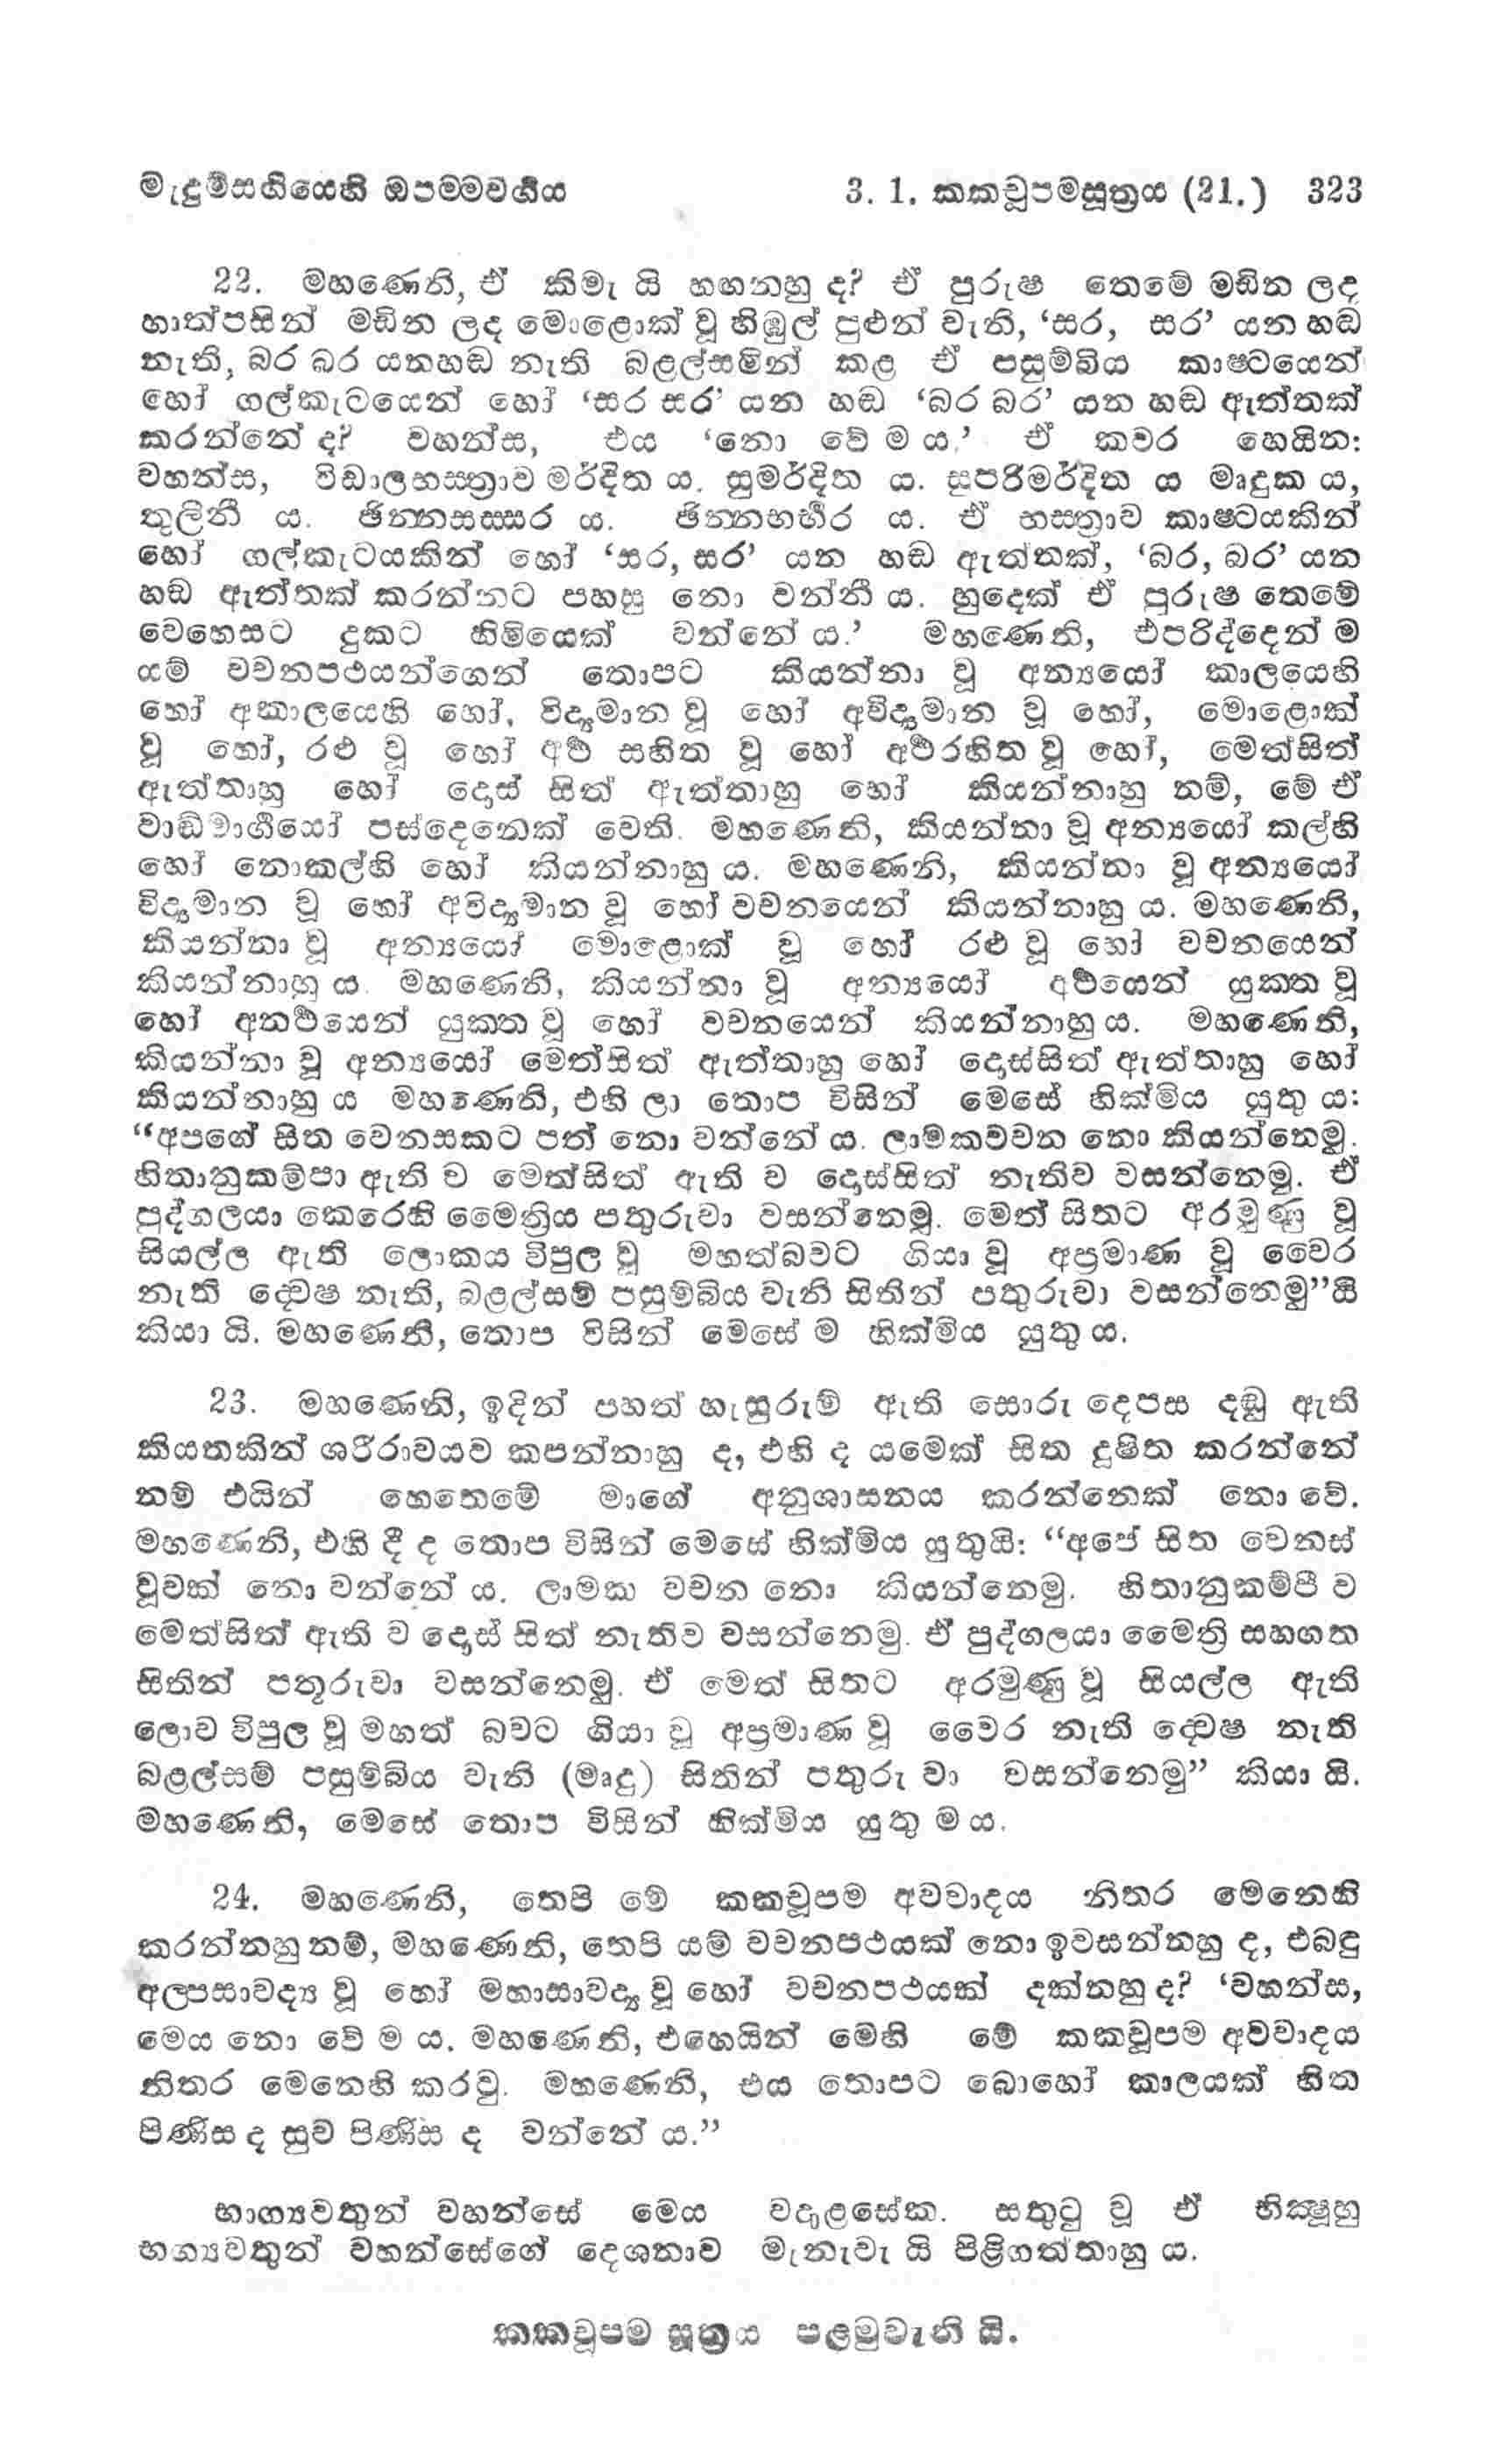 මැදුම්සඟියෙහි ඔපම්මවර්‍ගය 3. 1. කකචූපමසූත්‍රය (21.) 323
22. මහණෙනි, ඒ කිමැ යි හඟනහු ද? ඒ පුරුෂ තෙමේ මඩින ලද
හාත්පසින් මඩින ලද මොළොක් වූ හිඹුල් පුළුන් වැනි, ‘සර, සර’ යන හඬ
නැති, බර බර යනහඬ නැති බළල්සමින් කළ ඒ පසුම්බිය කාෂ්ටයෙන්
හෝ ගල්කැටයෙන් හෝ ‘සර සර’ යන හඬ ‘බර බර’ යන හඬ ඇත්තක්
කරන්නේ ද? වහන්ස, එය ‘නො වේ ම ය.’ ඒ කවර හෙයින:
වහන්ස, විඩාලහස්ත්‍රාව මර්දිත ය. සුමර්දිත ය. සුපරිමර්දිත ය මෘදුක ය,
තුලිනී ය. ඡින්නසස්සර ය. ඡින්නභබ්භර ය. ඒ භස්ත්‍රාව කාෂ්ටයකින්
හෝ ගල්කැටයකින් හෝ ‘සර, සර’ යන හඬ ඇත්තක්, ‘බර, බර’ යන
හඬ ඇත්තක් කරන්නට පහසු නො වන්නී ය. හුදෙක් ඒ පුරුෂ තෙමේ
වෙහෙසට දුකට හිමියෙක් වන්නේ ය.’ මහණෙනි, එපරිද්දෙන් ම
යම් වචනපථයන්ගෙන් තොපට කියන්නා වූ අන්‍යයෝ කාලයෙහි
හෝ අකාලයෙහි හෝ, විද්‍යමාන වූ හෝ අවිද්‍යමාන වූ හෝ, මොළොක්
වූ හෝ, රළු වූ හෝ අර්‍ථ සහිත වූ හෝ අර්‍ථරහිත වූ හෝ, මෙත්සිත්
ඇත්තාහු හෝ දොස් සිත් ඇත්තාහු හෝ කියන්නාහු නම්, මේ ඒ
වාඞ්මාර්‍ගයෝ පස්දෙනෙක් වෙති. මහණෙනි, කියන්නා වූ අන්‍යයෝ කල්හි
හෝ නොකල්හි හෝ කියන්නාහු ය. මහණෙනි, කියන්නා වූ අන්‍යයෝ
විද්‍යමාන වූ හෝ අවිද්‍යමාන වූ හෝ වචනයෙන් කියන්නාහු ය. මහණෙනි,
කියන්නා වූ අන්‍යයෝ මොළොක් වූ හෝ රළු වූ හෝ වචනයෙන්
කියන්නාහු ය. මහණෙනි, කියන්නා වූ අන්‍යයෝ අර්‍ථයෙන් යුක්ත වූ
හෝ අනර්‍ථයෙන් යුක්ත වූ හෝ වචනයෙන් කියන්නාහු ය. මහණෙනි,
කියන්නා වූ අන්‍යයෝ මෙත්සිත් ඇත්තාහු හෝ දොස්සිත් ඇත්තාහු හෝ
කියන්නාහු ය මහණෙනි, එහි ලා තොප විසින් මෙසේ හික්මිය යුතු ය:
“අපගේ සිත වෙනසකට පත් නො වන්නේ ය. ලාමකවචන නො කියන්නෙමු.
හිතානුකම්පා ඇති ව මෙත්සිත් ඇති ව දොස්සිත් නැතිව වසන්නෙමු. ඒ
පුද්ගලයා කෙරෙහි මෛත්‍රිය පතුරුවා වසන්නෙමු. මෙත් සිතට අරමුණු වූ
සියල්ල ඇති ලොකය විපුල වූ මහත්බවට ගියා වූ අප්‍රමාණ වූ වෛර
නැති ද්වෙෂ නැති, බළල්සම් පසුම්බිය වැනි සිතින් පතුරුවා වසන්නෙමු”යි
කියා යි. මහණෙනි, තොප විසින් මෙසේ ම හික්මිය යුතු ය.
23. මහණෙනි, ඉදින් පහත් හැසුරුම් ඇති සොරු දෙපස දඬු ඇති
කියතකින් ශරීරාවයව කපන්නාහු ද, එහි ද යමෙක් සිත දූෂිත කරන්නේ
නම් එයින් හෙතෙමේ මාගේ අනුශාසනය කරන්නෙක් නො වේ.
මහණෙනි, එහි දී ද තොප විසින් මෙසේ හික්මිය යුතුයි: “අපේ සිත වෙනස්
වූවක් නො වන්නේ ය. ලාමක වචන නො කියන්නෙමු. හිතානුකම්පී ව
මෙත්සිත් ඇති ව දොස් සිත් නැතිව වසන්නෙමු. ඒ පුද්ගලයා මෛත්‍රි සහගත
සිතින් පතුරුවා වසන්නෙමු. ඒ මෙත් සිතට අරමුණු වූ සියල්ල ඇති
ලොව විපුල වූ මහත් බවට ගියා වූ අප්‍රමාණ වූ වෛර නැති ද්වෙෂ නැති
බළල්සම් පසුම්බිය වැනි (මෘදු) සිතින් පතුරු වා වසන්නෙමු” කියා යි.
මහණෙනි, මෙසේ තොප විසින් හික්මිය යුතු ම ය.
24. මහණෙනි, තෙපි මේ කකචූපම අවවාදය නිතර මෙනෙහි
කරන්නහු නම්, මහණෙනි, තෙපි යම් වචනපථයක් නො ඉවසන්නහු ද, එබඳු
අල්පසාවද්‍ය වූ හෝ මහාසාවද්‍ය වූ හෝ වචනපථයක් දක්නහු ද? ‘වහන්ස,
මෙය නො වේ ම ය. මහණෙනි, එහෙයින් මෙහි මේ කකචූපම අවවාදය
නිතර මෙනෙහි කරවු. මහණෙනි, එය තොපට බොහෝ කාලයක් හිත
පිණිස ද සුව පිණිස ද වන්නේ ය.”
භාග්‍යවතුන් වහන්සේ මෙය වදාළසේක. සතුටු වූ ඒ භික්‍ෂූහු
භග්‍යවතුන් වහන්සේගේ දෙශනාව මැනැවැ යි පිළිගත්තාහු ය.
කකචූපම සූත්‍රය පළමුවැනි යි.